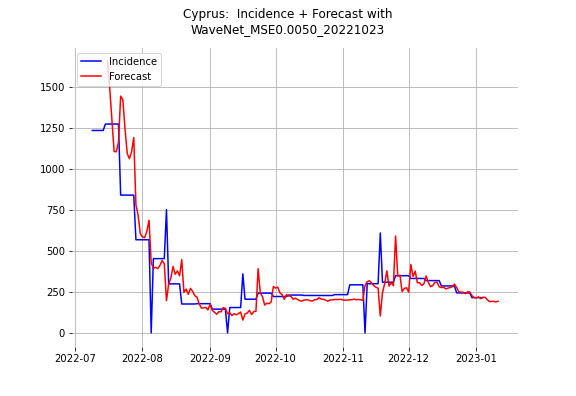 Cyprus:  Incidence + Forecast with
WaveNet_MSE0.0050_20221023
Incidence
Forecast
1500
1250
1000
750
500
250
0
2022-07 2022-08 2022-09 2022-10 2022-11 2022-12 2023-01